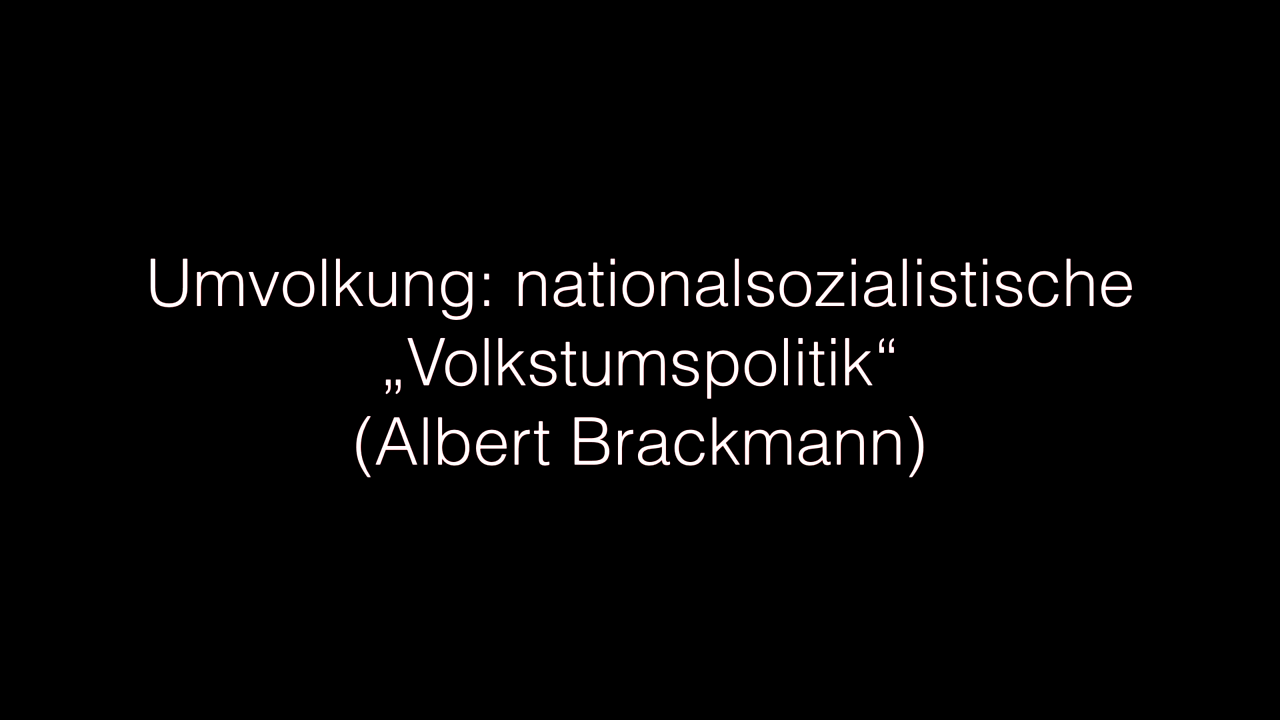 Umvolkung: nationalsozialistische
„Volkstumspolitik“
(Albert Brackmann)